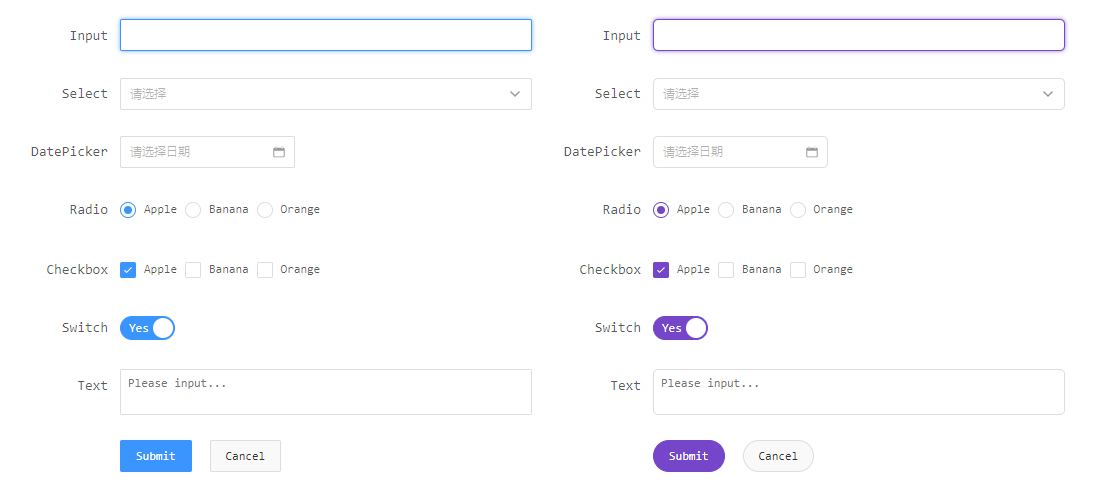 Input
Select 请选择
DatePicker 请选择日期
Radio Apple Banana Orange
Checkbox Apple Banana Orange
Switch Yes
Text Please input...
Submit Cancel
Input
Select 请选择
DatePicker 请选择日期
Radio Apple Banana Orange
Checkbox Apple Banana Orange
Switch Yes
Text Please input...
Submit Cancel